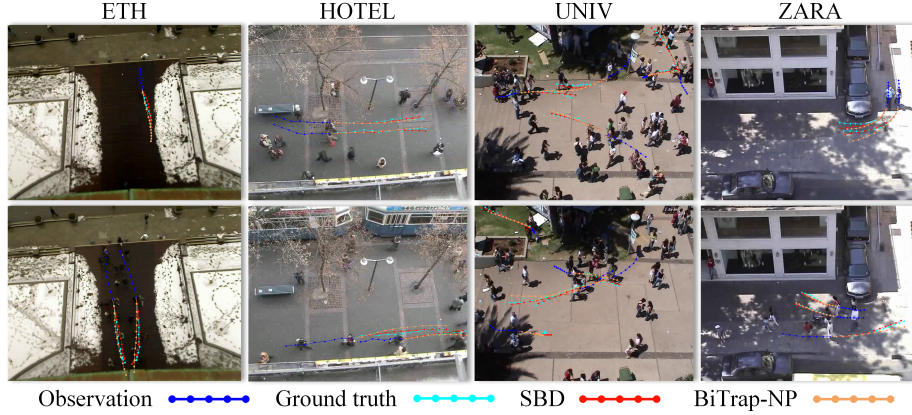 ETH HOTEL UNIV ZARA
Observation Ground truth SBD BiTrap-NP